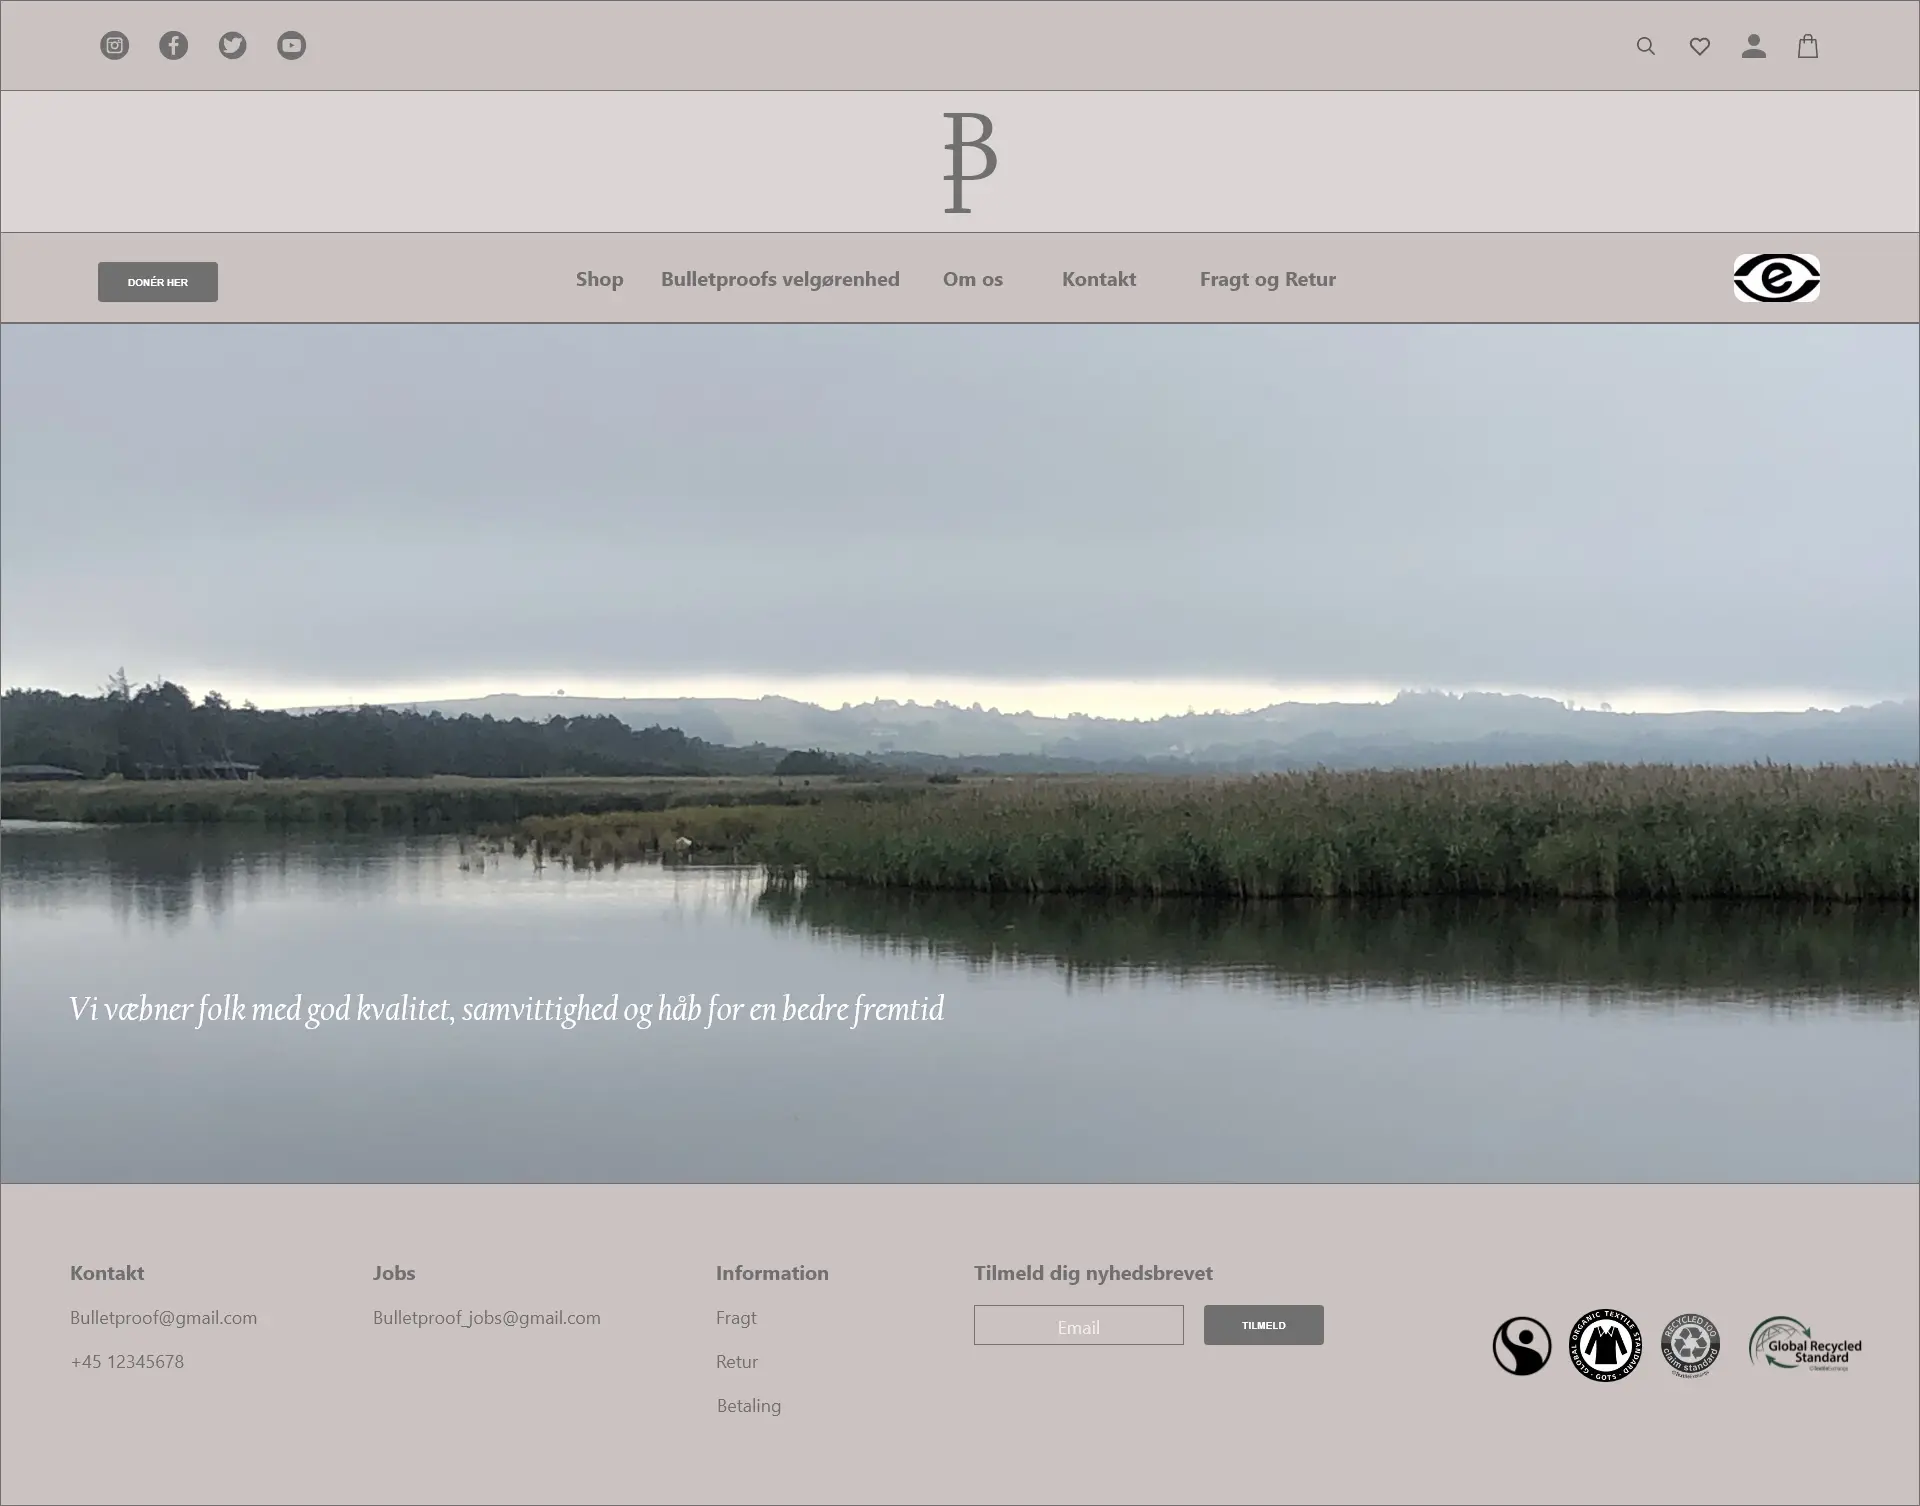 BP
DONÉR HER
Shop
Bulletproofs velgørenhed
Om os
Kontakt
Fragt og Retur
e
Vi væbner folk med god kvalitet, samvittighed og håb for en bedre fremtid
Kontakt
Bulletproof@gmail.com
+45 12345678
Jobs
Bulletproof_jobs@gmail.com
Information
Fragt
Retur
Betaling
Tilmeld dig nyhedsbrevet
Email
TILMELD
GLOBAL ORGANIC TEXTILE STANDARD · GOTS ·
RECYCLED 100
claim standard
Global Recycled
Standard